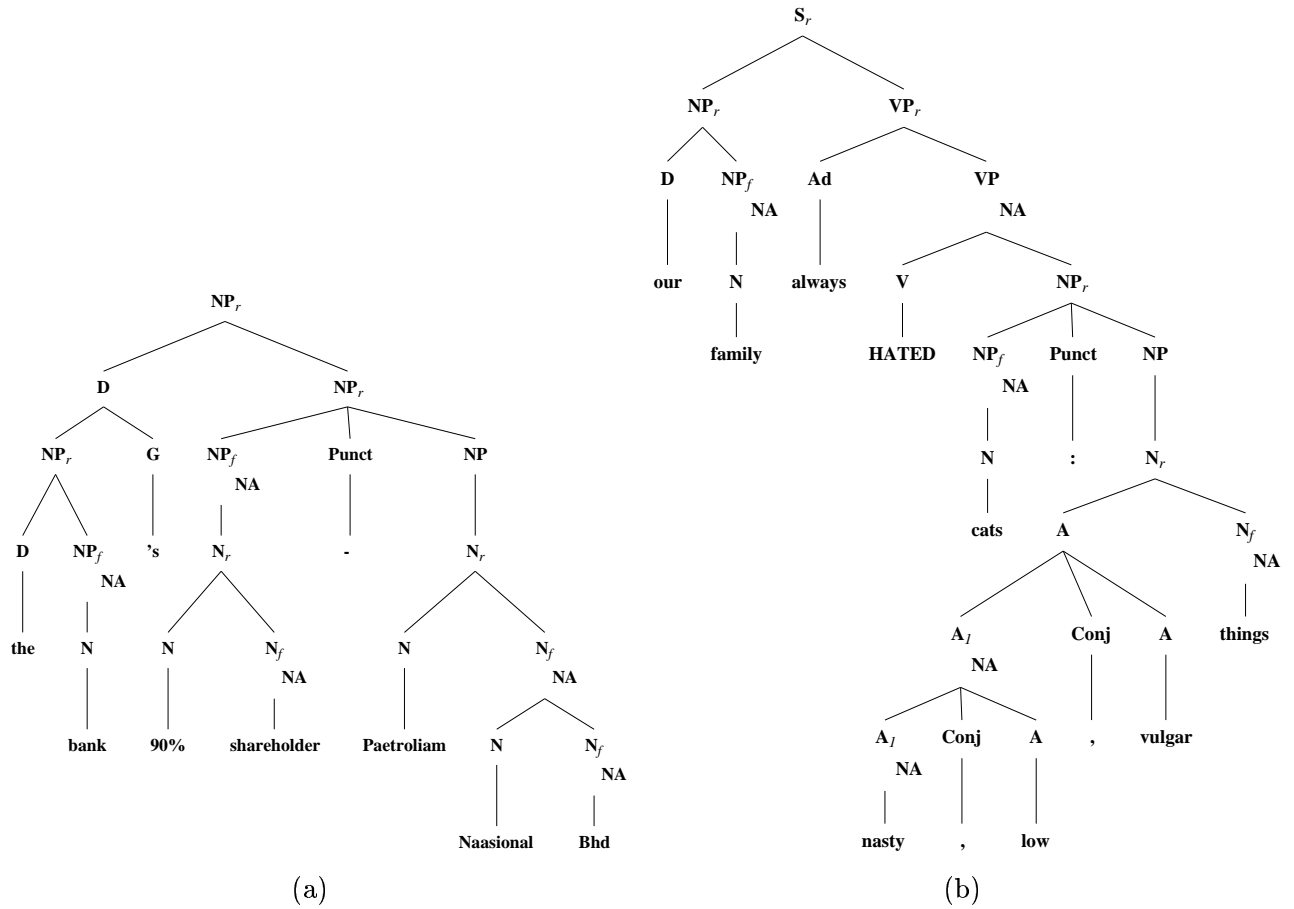 S_r
NP_r VP_r
D NP_f Ad VP
NA NA
our N always V NP_r
family HATED NP_f Punct NP
NA
N : N_r
cats A N_f
NA
A_1 Conj A things
NA
A_1 Conj A , vulgar
NA
nasty , low
(b)
NP_r
D NP_r
NP_r G NP_f Punct NP
NA
D NP_f 's N_r - N_r
NA
the N N N_f N N_f
NA NA
bank 90% shareholder Paetroliam N N_f
NA
Naasional Bhd
(a)